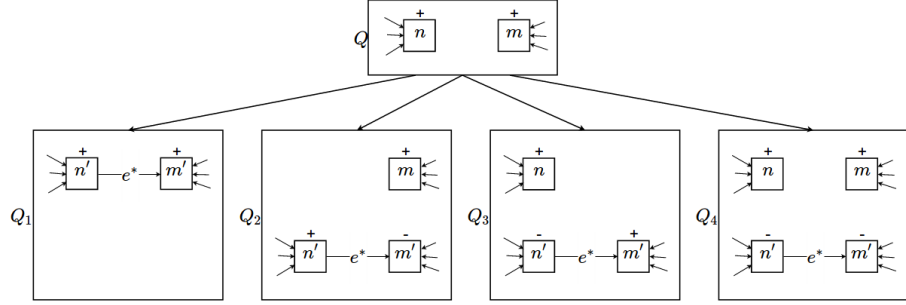 + +
Q n m
+ + + + + +
n′ e* m′ m n n m
Q₁ Q₂ Q₃ Q₄
+ - - + - -
n′ e* m′ n′ e* m′ n′ e* m′